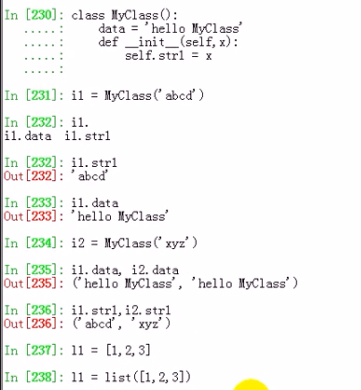 In [230]: class MyClass():
   .....:     data = 'hello MyClass'
   .....:     def __init__(self,x):
   .....:         self.str1 = x
   .....:
In [231]: i1 = MyClass('abcd')
In [232]: i1.
i1.data  i1.str1
In [232]: i1.str1
Out[232]: 'abcd'
In [233]: i1.data
Out[233]: 'hello MyClass'
In [234]: i2 = MyClass('xyz')
In [235]: i1.data, i2.data
Out[235]: ('hello MyClass', 'hello MyClass')
In [236]: i1.str1,i2.str1
Out[236]: ('abcd', 'xyz')
In [237]: l1 = [1,2,3]
In [238]: l1 = list([1,2,3])